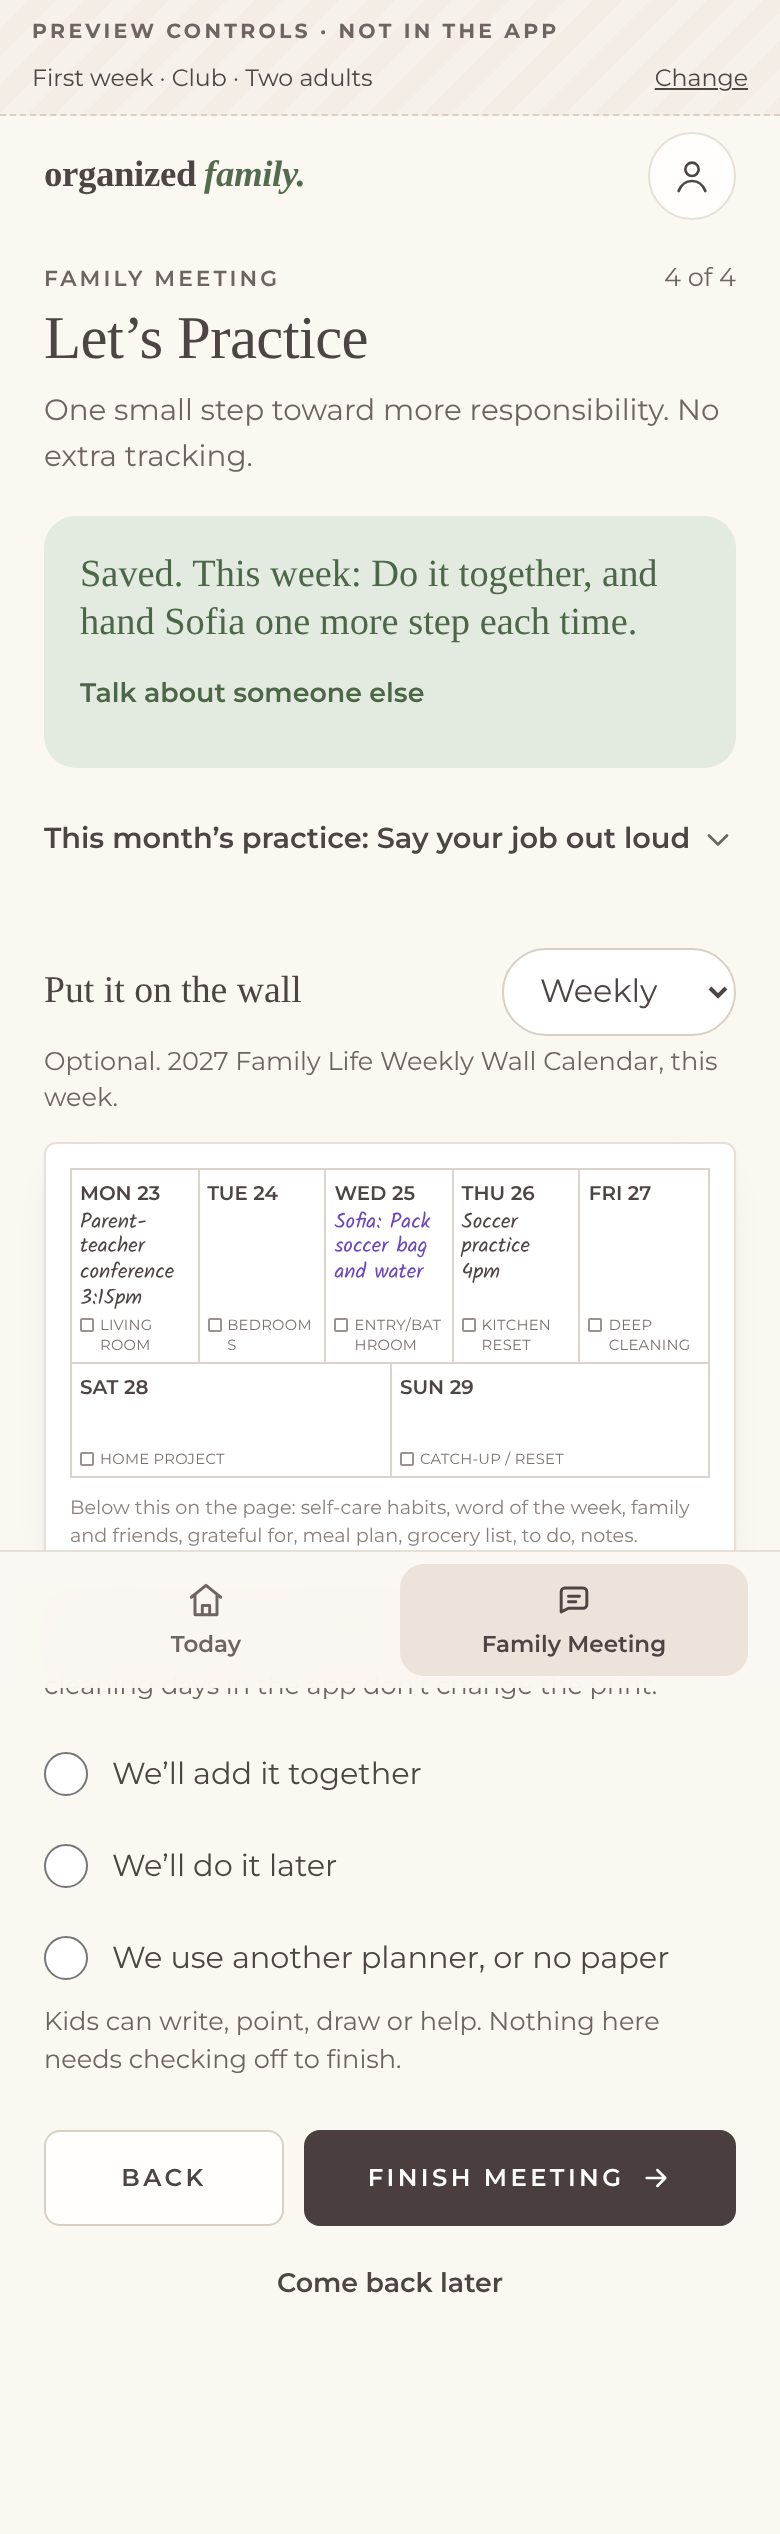 PREVIEW CONTROLS · NOT IN THE APP
First week · Club · Two adults
Change
organized family.
FAMILY MEETING
4 of 4
Let’s Practice
One small step toward more responsibility. No
extra tracking.
Saved. This week: Do it together, and
hand Sofia one more step each time.
Talk about someone else
This month’s practice: Say your job out loud
Put it on the wall
Weekly
Optional. 2027 Family Life Weekly Wall Calendar, this
week.
MON 23
Parent-
teacher
conference
3:15pm
LIVING
ROOM
TUE 24
BEDROOM
S
WED 25
Sofia: Pack
soccer bag
and water
ENTRY/BAT
HROOM
THU 26
Soccer
practice
4pm
KITCHEN
RESET
FRI 27
DEEP
CLEANING
SAT 28
HOME PROJECT
SUN 29
CATCH-UP / RESET
Below this on the page: self-care habits, word of the week, family
and friends, grateful for, meal plan, grocery list, to do, notes.
Today
Family Meeting
cleaning days in the app don’t change the print.
We’ll add it together
We’ll do it later
We use another planner, or no paper
Kids can write, point, draw or help. Nothing here
needs checking off to finish.
BACK
FINISH MEETING
Come back later